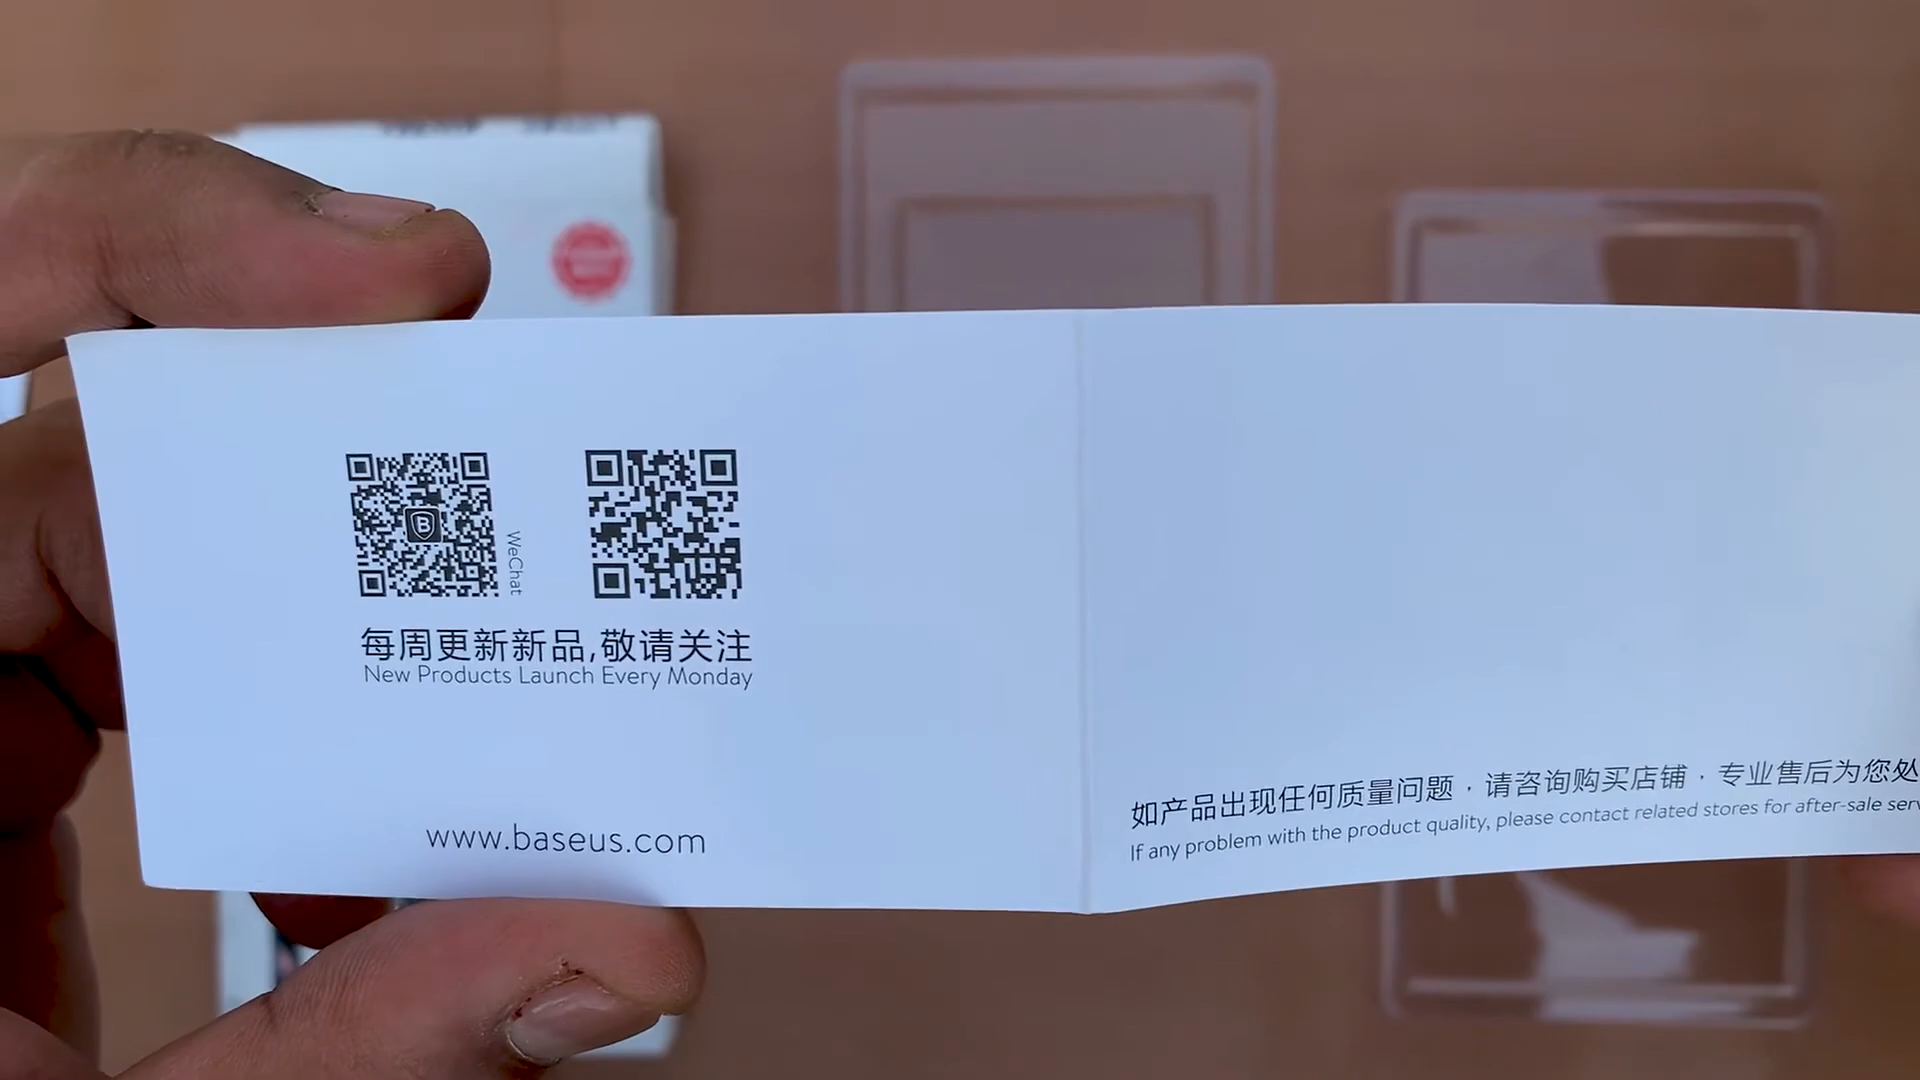 B
WeChat
每周更新新品,敬请关注
New Products Launch Every Monday
www.baseus.com
如产品出现任何质量问题，请咨询购买店铺，专业售后为您处
If any problem with the product quality, please contact related stores for after-sale